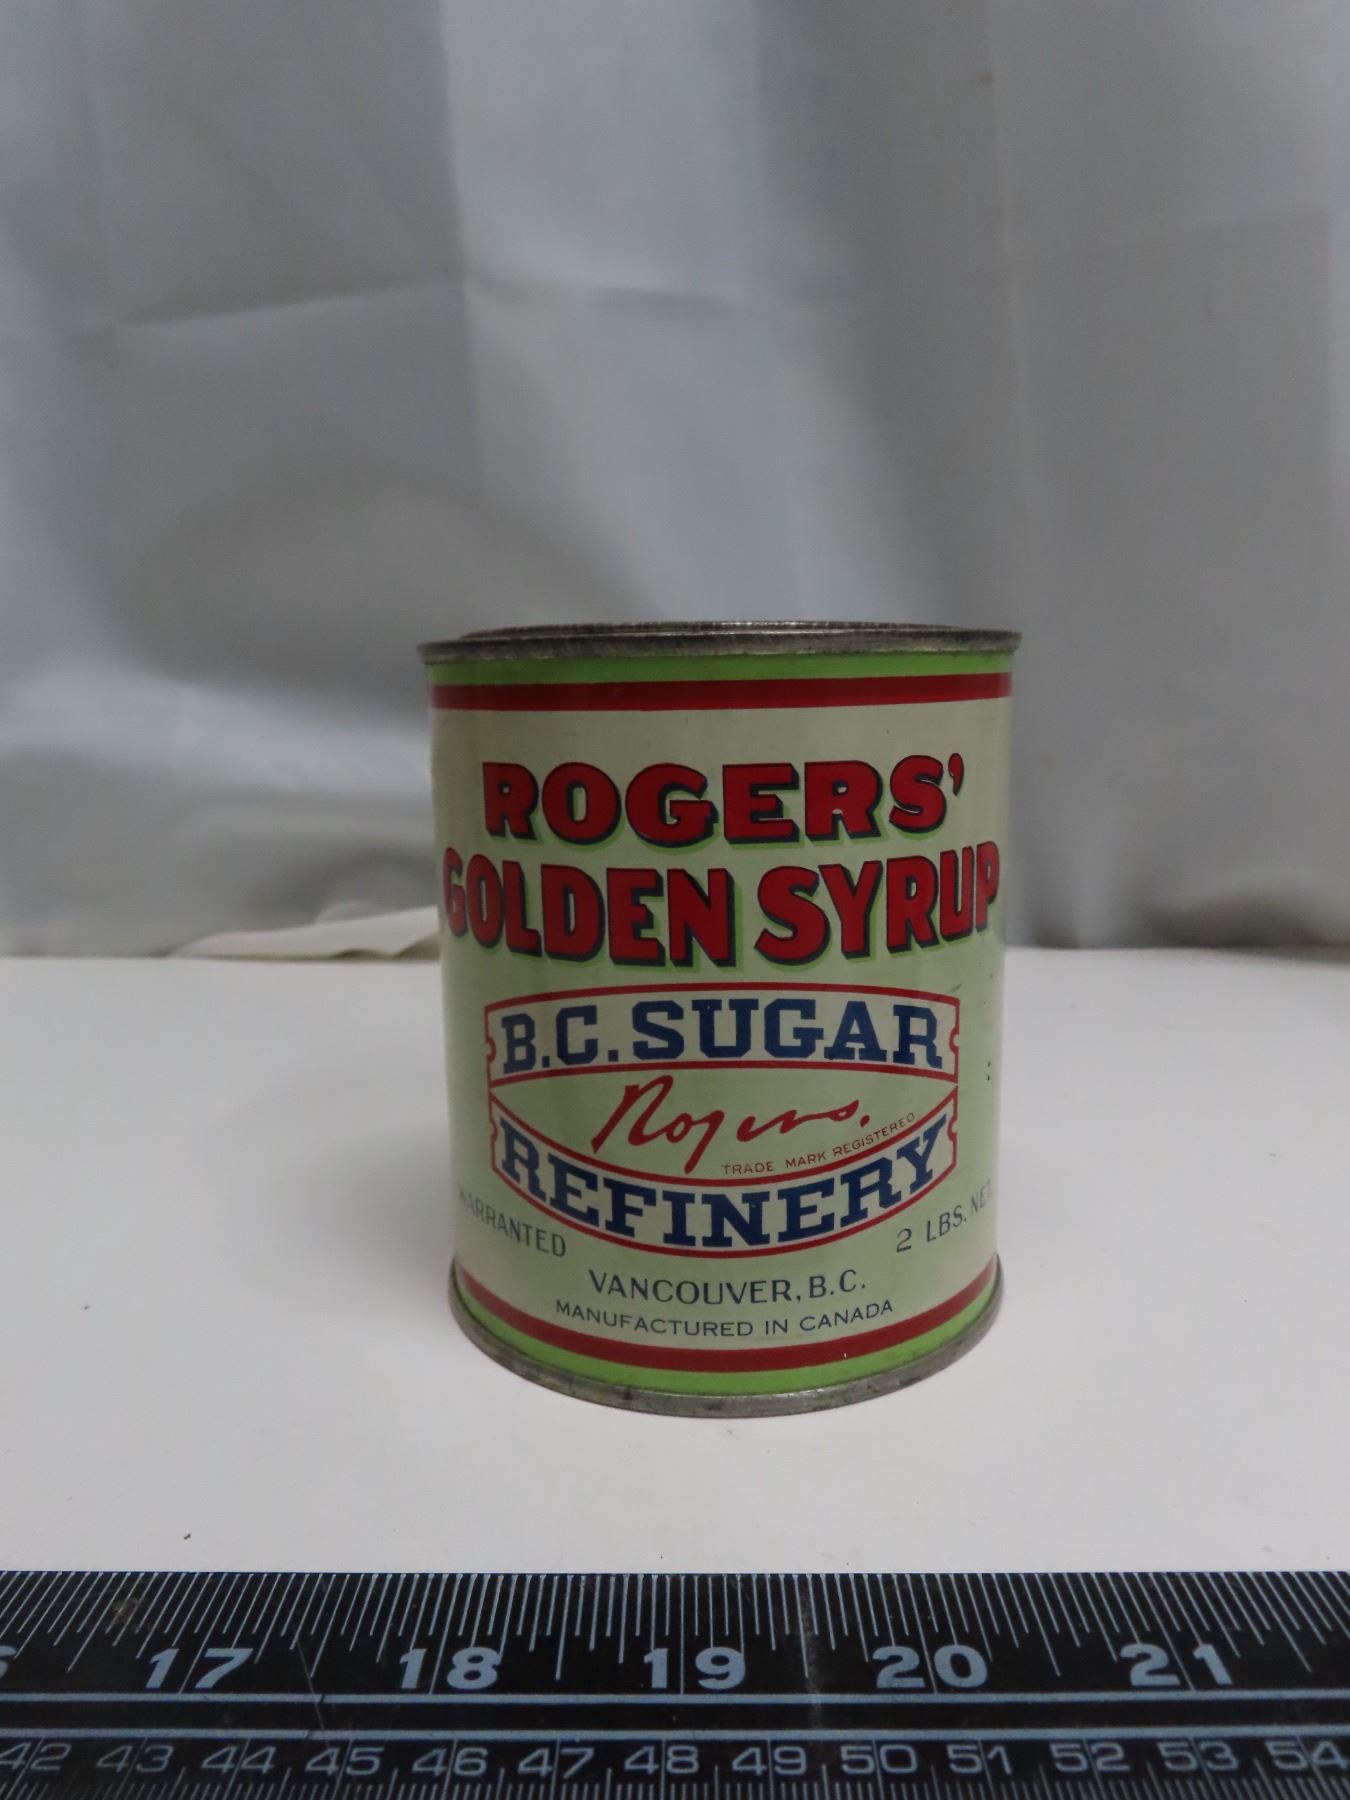 ROGERS'
GOLDEN SYRUP
B.C. SUGAR
Rogers.
TRADE MARK REGISTERED
REFINERY
WARRANTED
2 LBS. NET
VANCOUVER, B.C.
MANUFACTURED IN CANADA
17 18 19 20 21
42 43 44 45 46 47 48 49 50 51 52 53 54